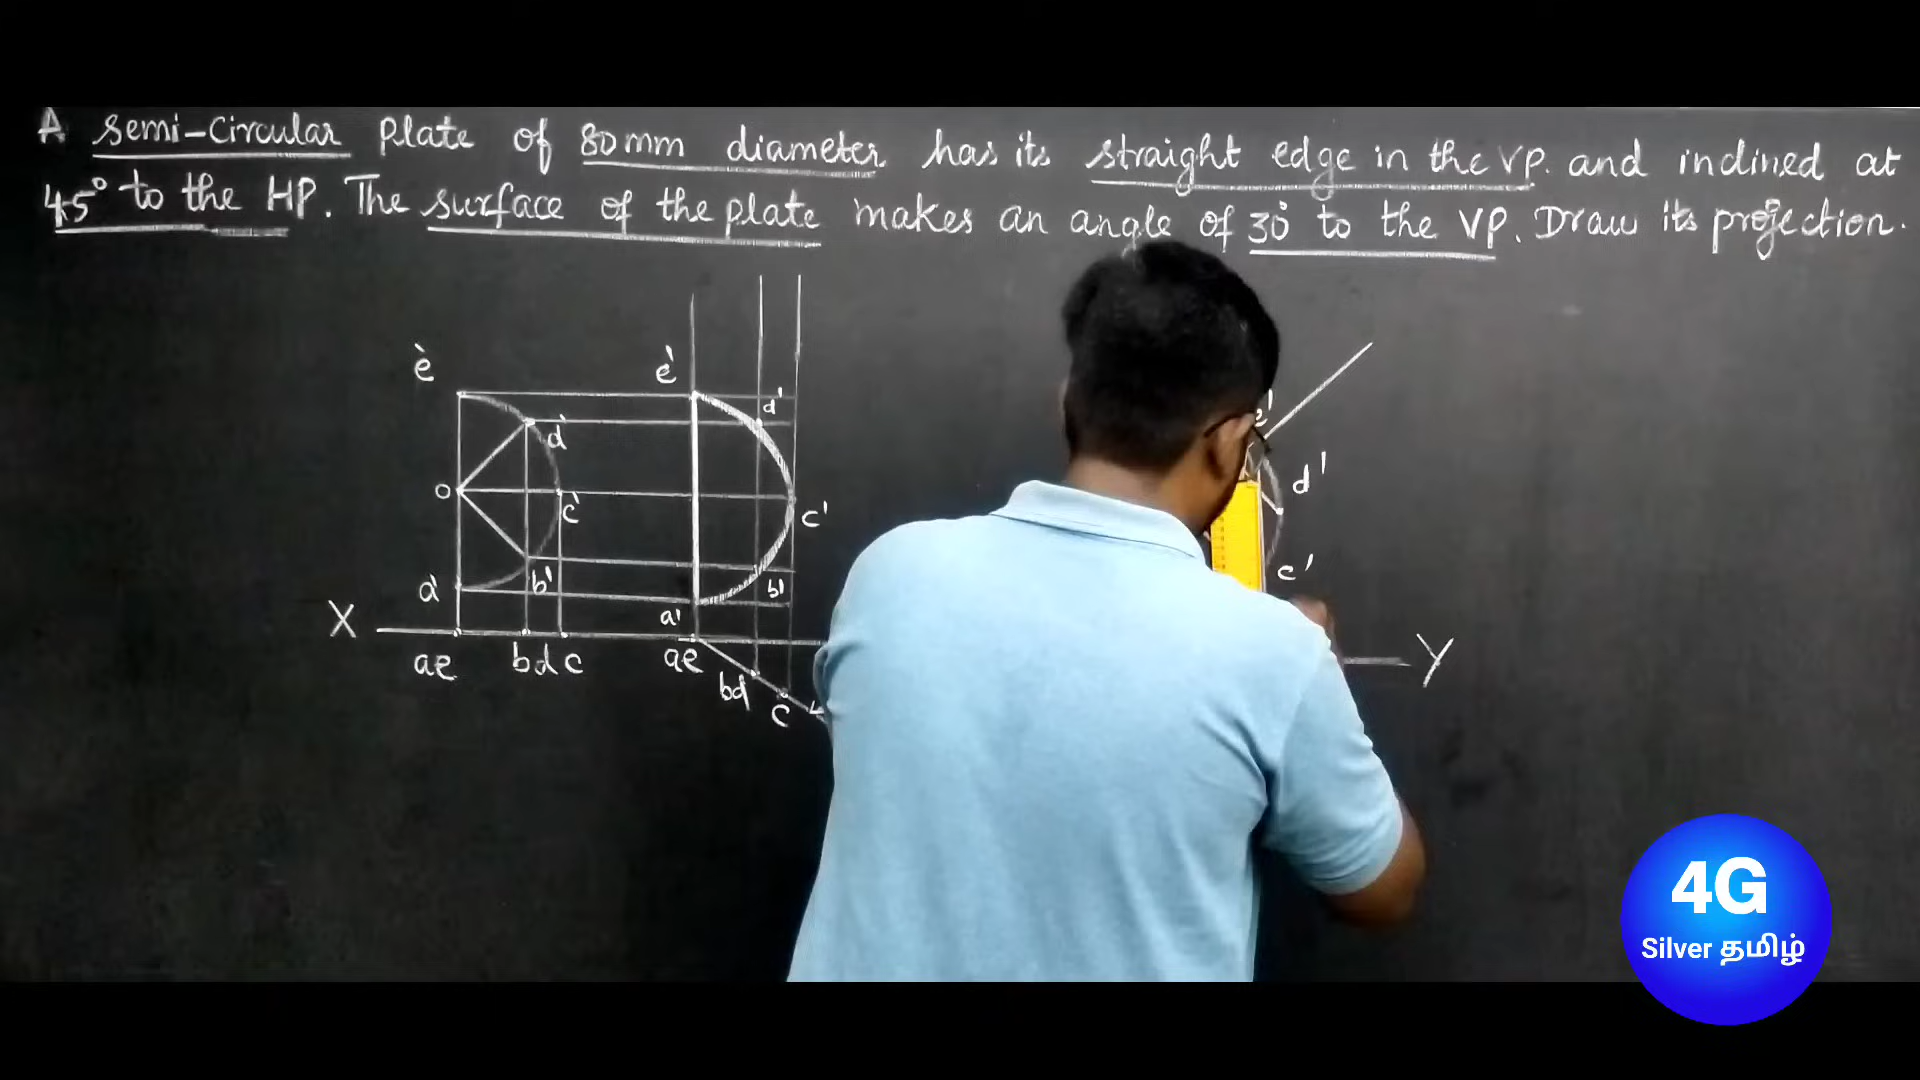 A semi-Circular plate of 80mm diameter has its straight edge in the VP. and inclined at
45° to the HP. The surface of the plate makes an angle of 30° to the VP. Draw its projection.
e' e' d' e'
d' d'
o c' c' c'
a' b' a' b'
X Y
ae bd c ae bd c
4G
Silver தமிழ்